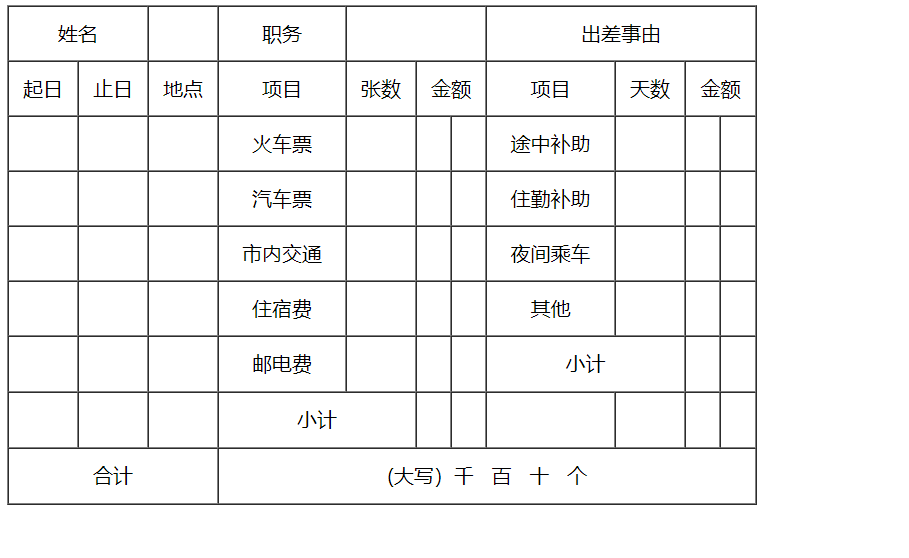 姓名 职务 出差事由
起日 止日 地点 项目 张数 金额 项目 天数 金额
火车票 途中补助
汽车票 住勤补助
市内交通 夜间乘车
住宿费 其他
邮电费 小计
小计
合计 (大写) 千 百 十 个